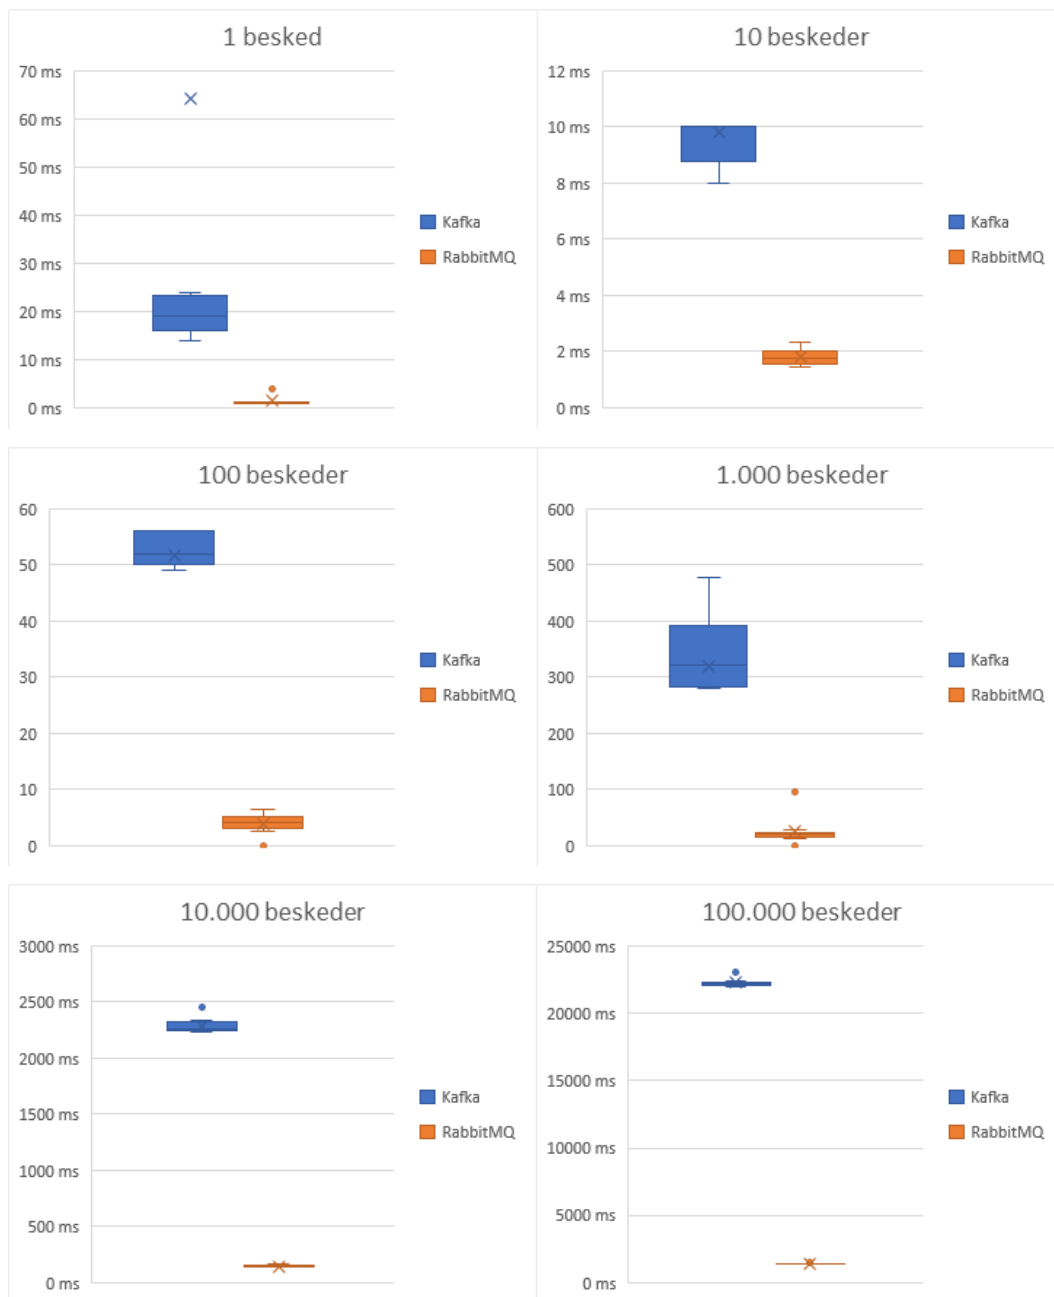 1 besked
70 ms
60 ms
50 ms
40 ms
30 ms
20 ms
10 ms
0 ms
Kafka
RabbitMQ
10 beskeder
12 ms
10 ms
8 ms
6 ms
4 ms
2 ms
0 ms
Kafka
RabbitMQ
100 beskeder
60
50
40
30
20
10
0
Kafka
RabbitMQ
1.000 beskeder
600
500
400
300
200
100
0
Kafka
RabbitMQ
10.000 beskeder
3000 ms
2500 ms
2000 ms
1500 ms
1000 ms
500 ms
0 ms
Kafka
RabbitMQ
100.000 beskeder
25000 ms
20000 ms
15000 ms
10000 ms
5000 ms
0 ms
Kafka
RabbitMQ